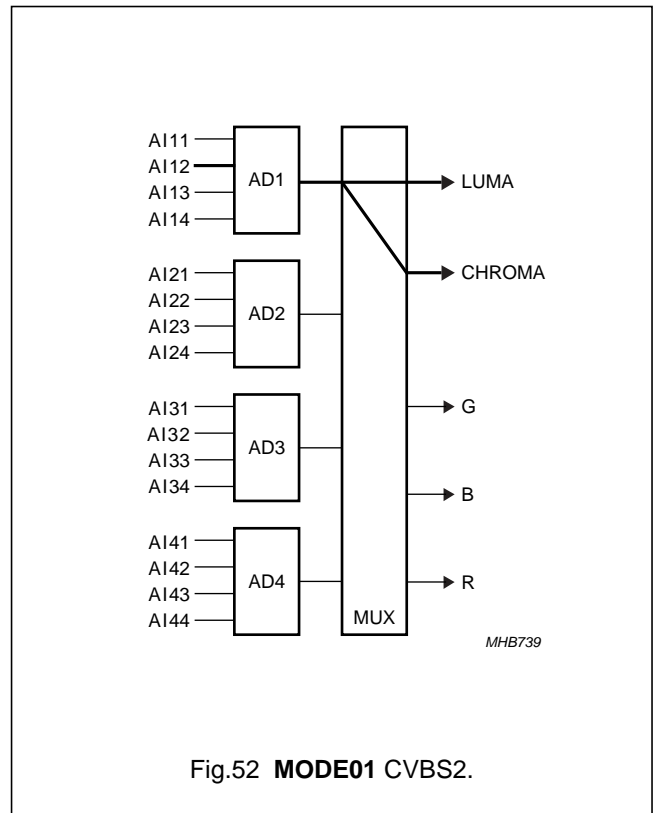 AI11
AI12
AI13
AI14
AD1
LUMA
CHROMA
AI21
AI22
AI23
AI24
AD2
AI31
AI32
AI33
AI34
AD3
G
B
AI41
AI42
AI43
AI44
AD4
R
MUX
MHB739
Fig.52 MODE01 CVBS2.